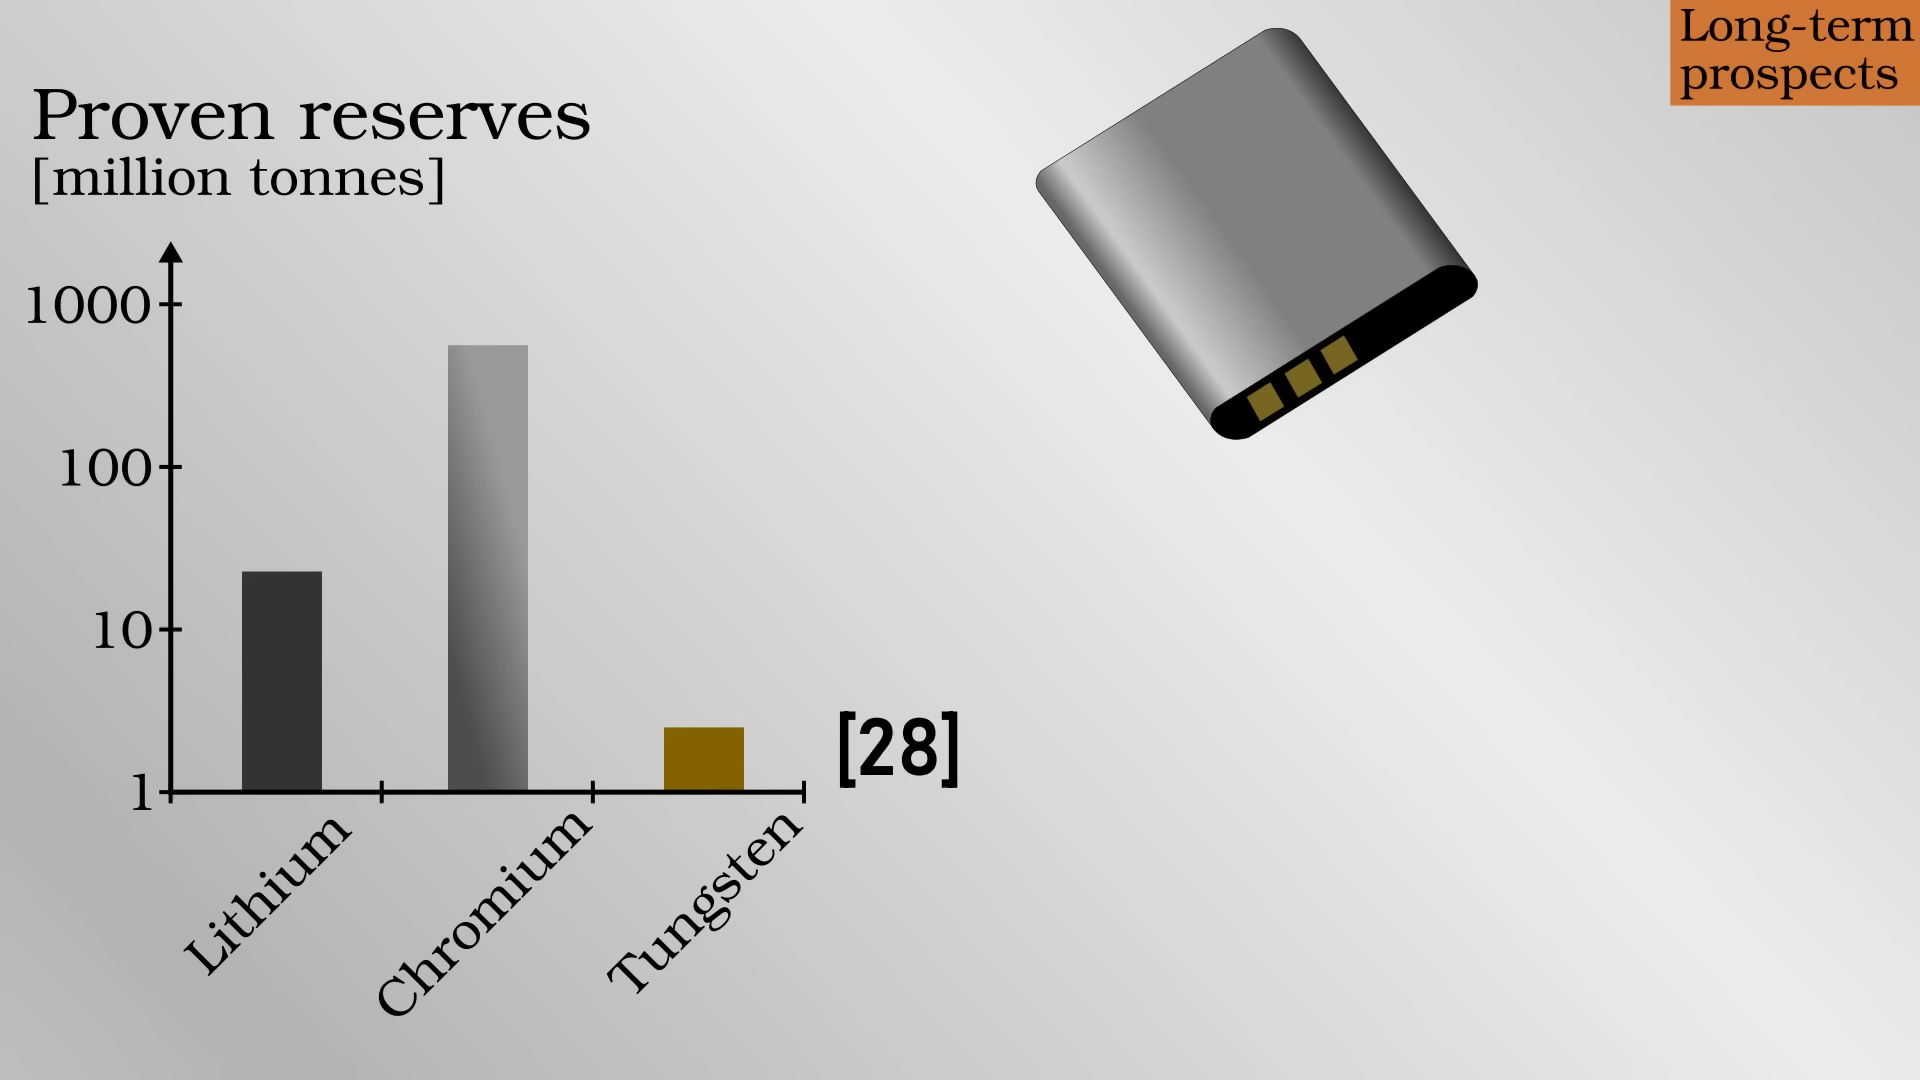 Long-term
prospects
Proven reserves
[million tonnes]
1000
100
10
1
[28]
Lithium
Chromium
Tungsten